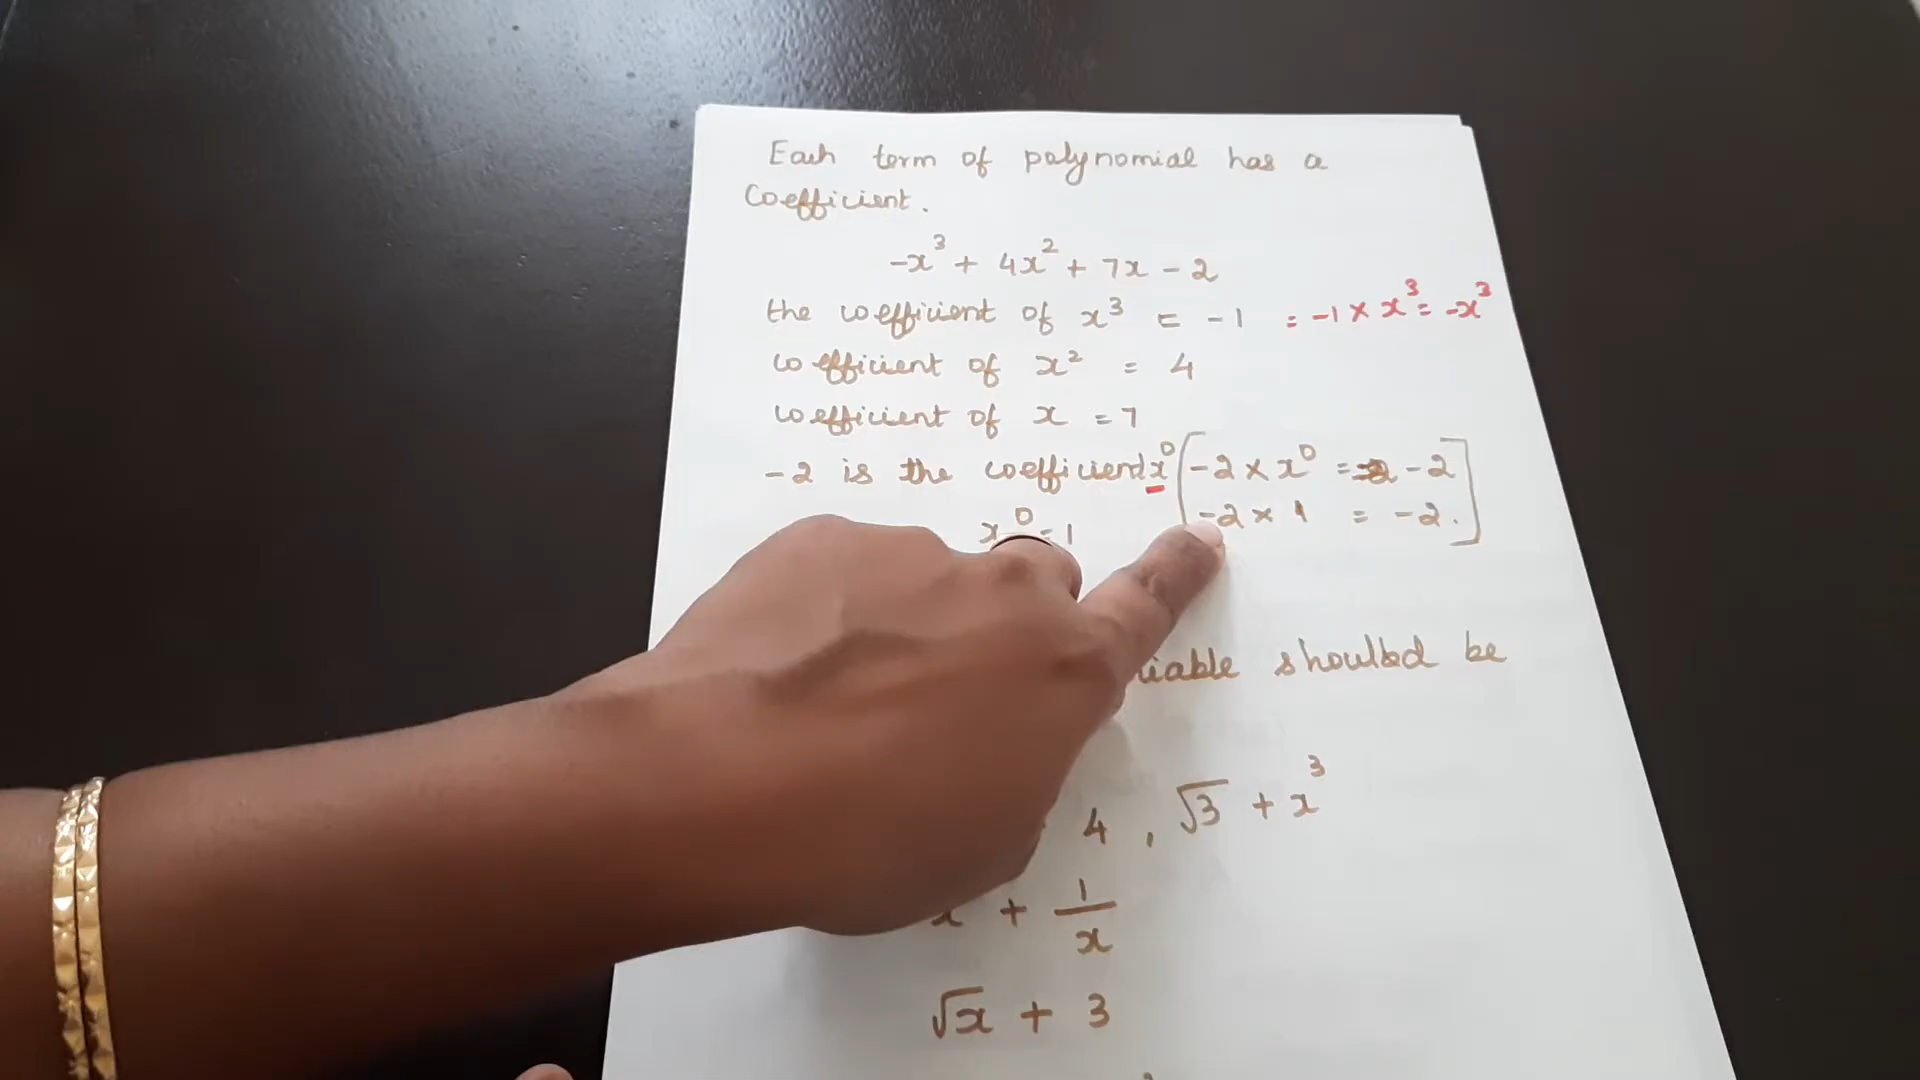 Each term of polynomial has a
Coefficient.
-x³ + 4x² + 7x - 2
the coefficient of x³ = -1 = -1 × x³ = -x³
coefficient of x² = 4
coefficient of x = 7
-2 is the coefficient x⁰ [-2 × x⁰ = -2
-2 × 1 = -2.]
x⁰ = 1
be
4 , √3 + x³
x + 1/x
√x + 3